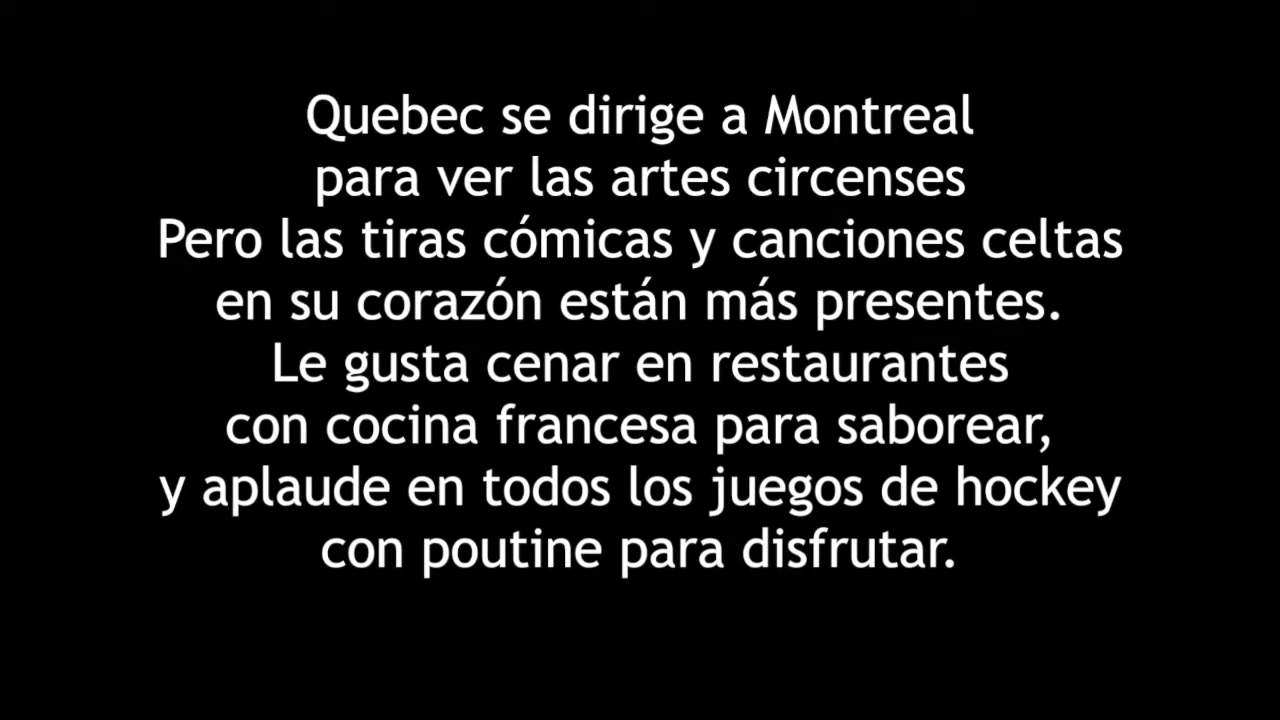 Quebec se dirige a Montreal
para ver las artes circenses
Pero las tiras cómicas y canciones celtas
en su corazón están más presentes.
Le gusta cenar en restaurantes
con cocina francesa para saborear,
y aplaude en todos los juegos de hockey
con poutine para disfrutar.